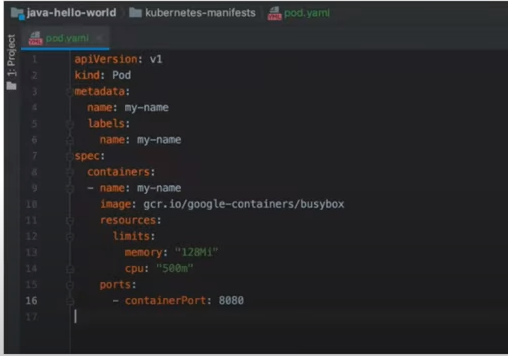 java-hello-world kubernetes-manifests pod.yaml
pod.yaml
1: Project
1 apiVersion: v1
2 kind: Pod
3 metadata:
4 name: my-name
5 labels:
6 name: my-name
7 spec:
8 containers:
9 - name: my-name
10 image: gcr.io/google-containers/busybox
11 resources:
12 limits:
13 memory: "128Mi"
14 cpu: "500m"
15 ports:
16 - containerPort: 8080
17